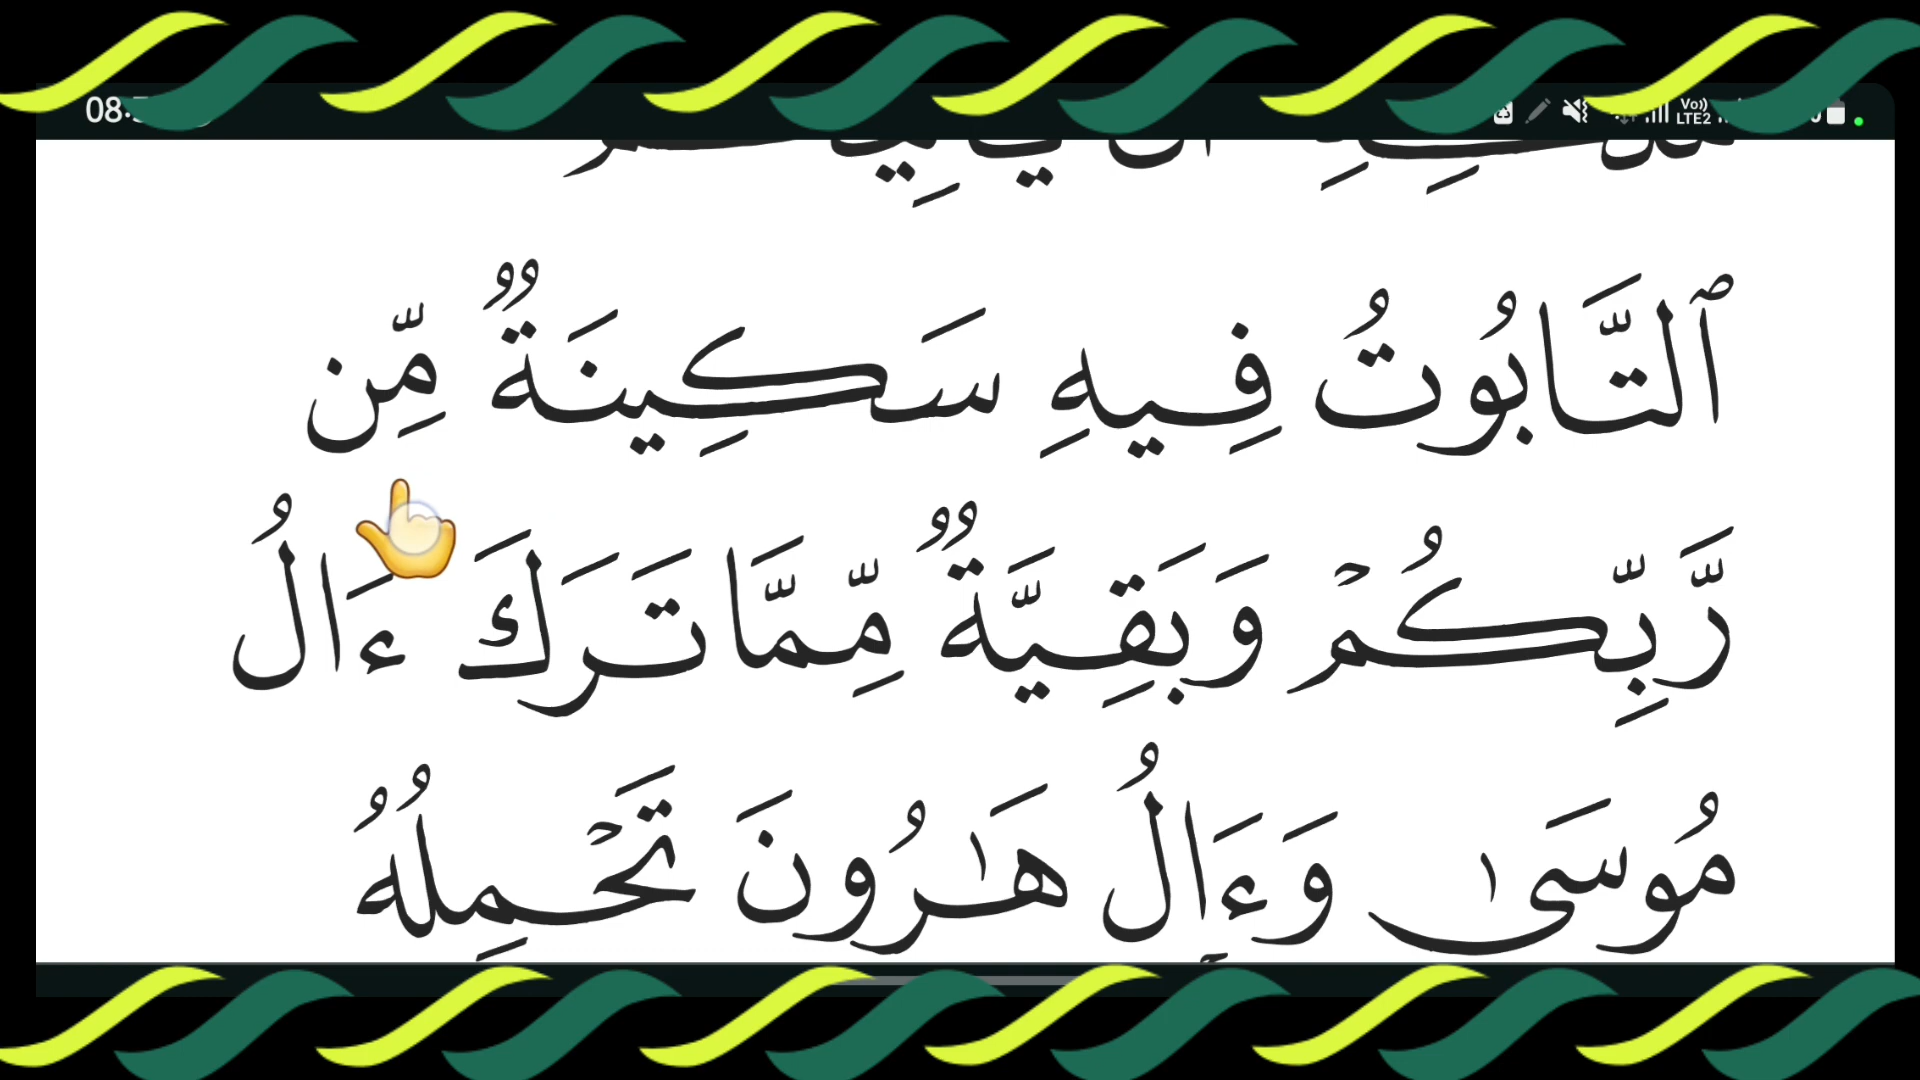 ٱلتَّابُوتُ فِيهِ سَكِينَةٌ مِّن
رَّبِّكُمْ وَبَقِيَّةٌ مِّمَّا تَرَكَ ءَالُ
مُوسَىٰ وَءَالُ هَٰرُونَ تَحْمِلُهُ